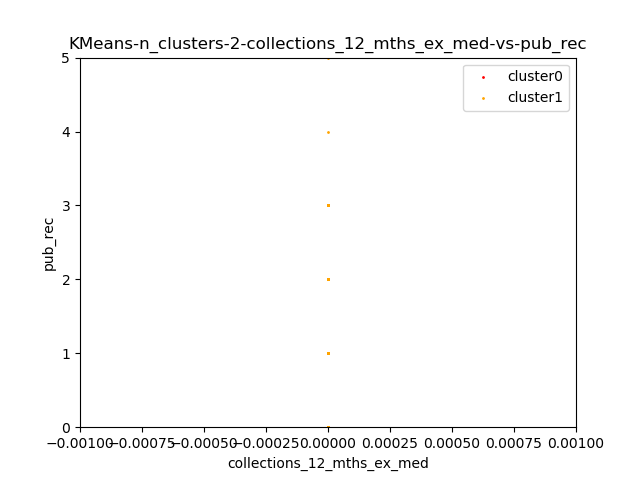 KMeans-n_clusters-2-collections_12_mths_ex_med-vs-pub_rec
cluster0
cluster1
5
4
3
2
1
0
pub_rec
−0.00100 −0.00075 −0.00050 −0.00025 0.00000 0.00025 0.00050 0.00075 0.00100
collections_12_mths_ex_med